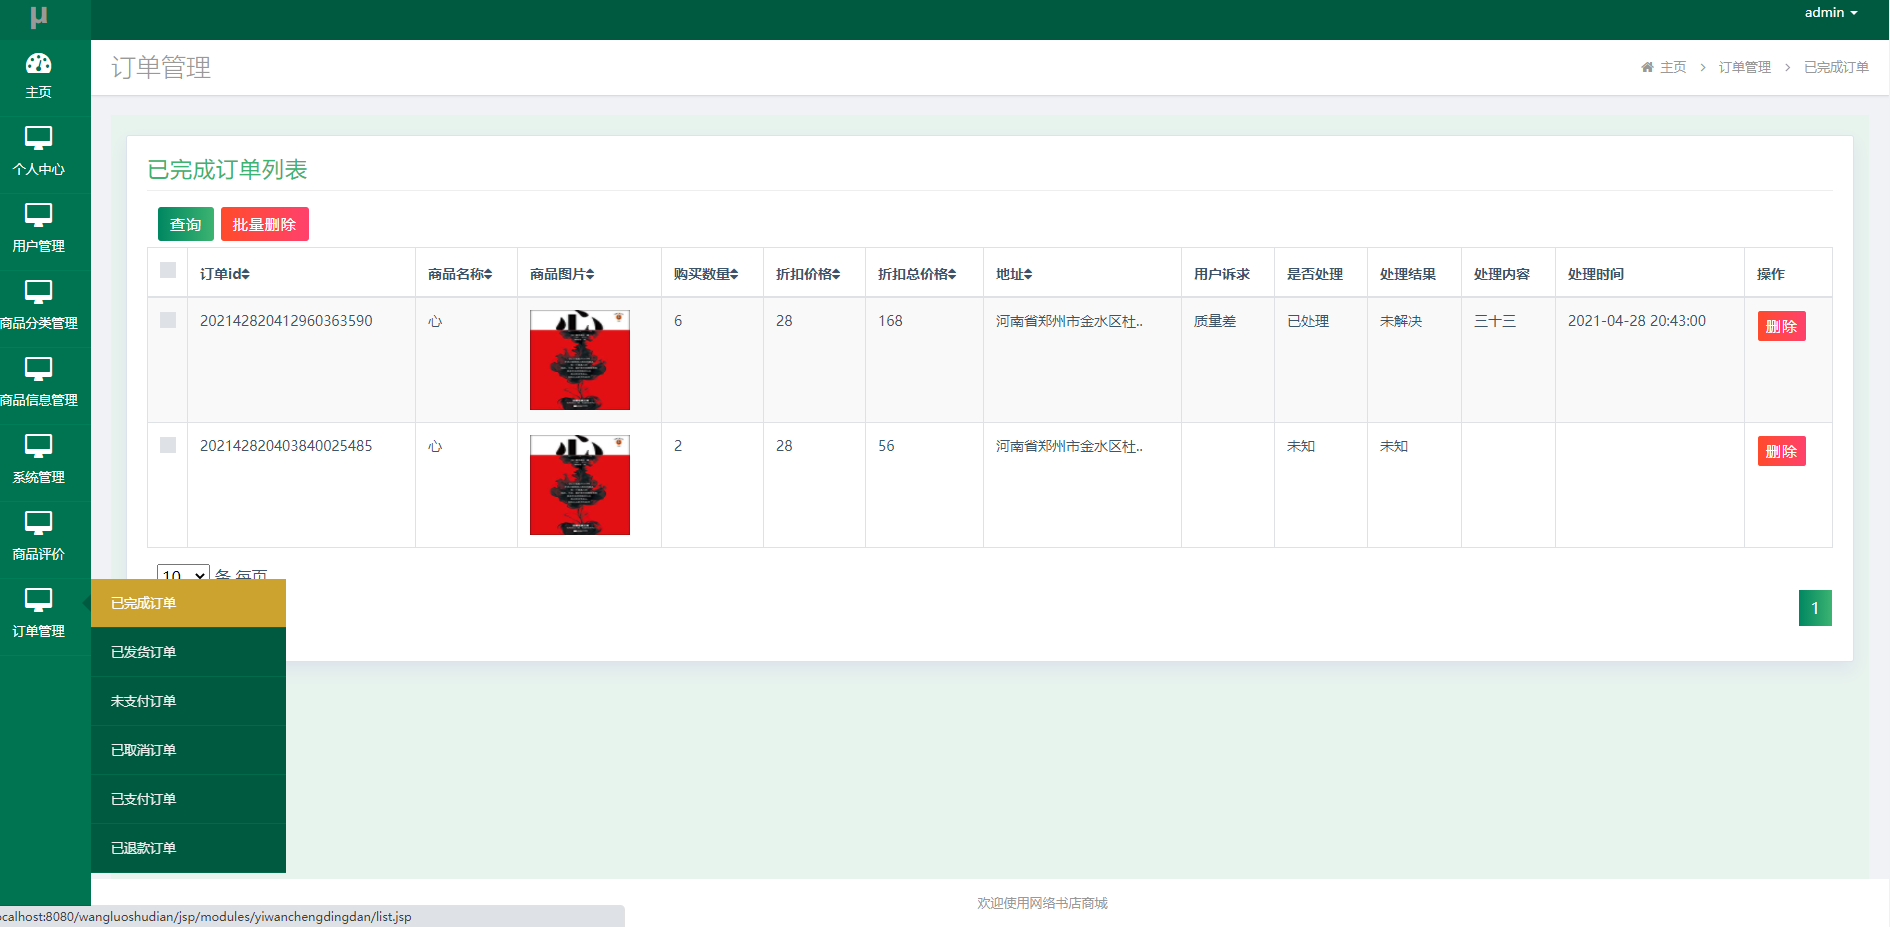 μ
admin
主页
个人中心
用户管理
商品分类管理
商品信息管理
系统管理
商品评价
订单管理
订单管理
主页 > 订单管理 > 已完成订单
已完成订单列表
查询 批量删除
订单id 商品名称 商品图片 购买数量 折扣价格 折扣总价格 地址 用户诉求 是否处理 处理结果 处理内容 处理时间 操作
202142820412960363590 心 6 28 168 河南省郑州市金水区杜.. 质量差 已处理 未解决 三十三 2021-04-28 20:43:00 删除
202142820403840025485 心 2 28 56 河南省郑州市金水区杜.. 未知 未知 删除
10 条 每页
1
已完成订单
已发货订单
未支付订单
已取消订单
已支付订单
已退款订单
欢迎使用网络书店商城
ocalhost:8080/wangluoshudian/jsp/modules/yiwanchengdingdan/list.jsp